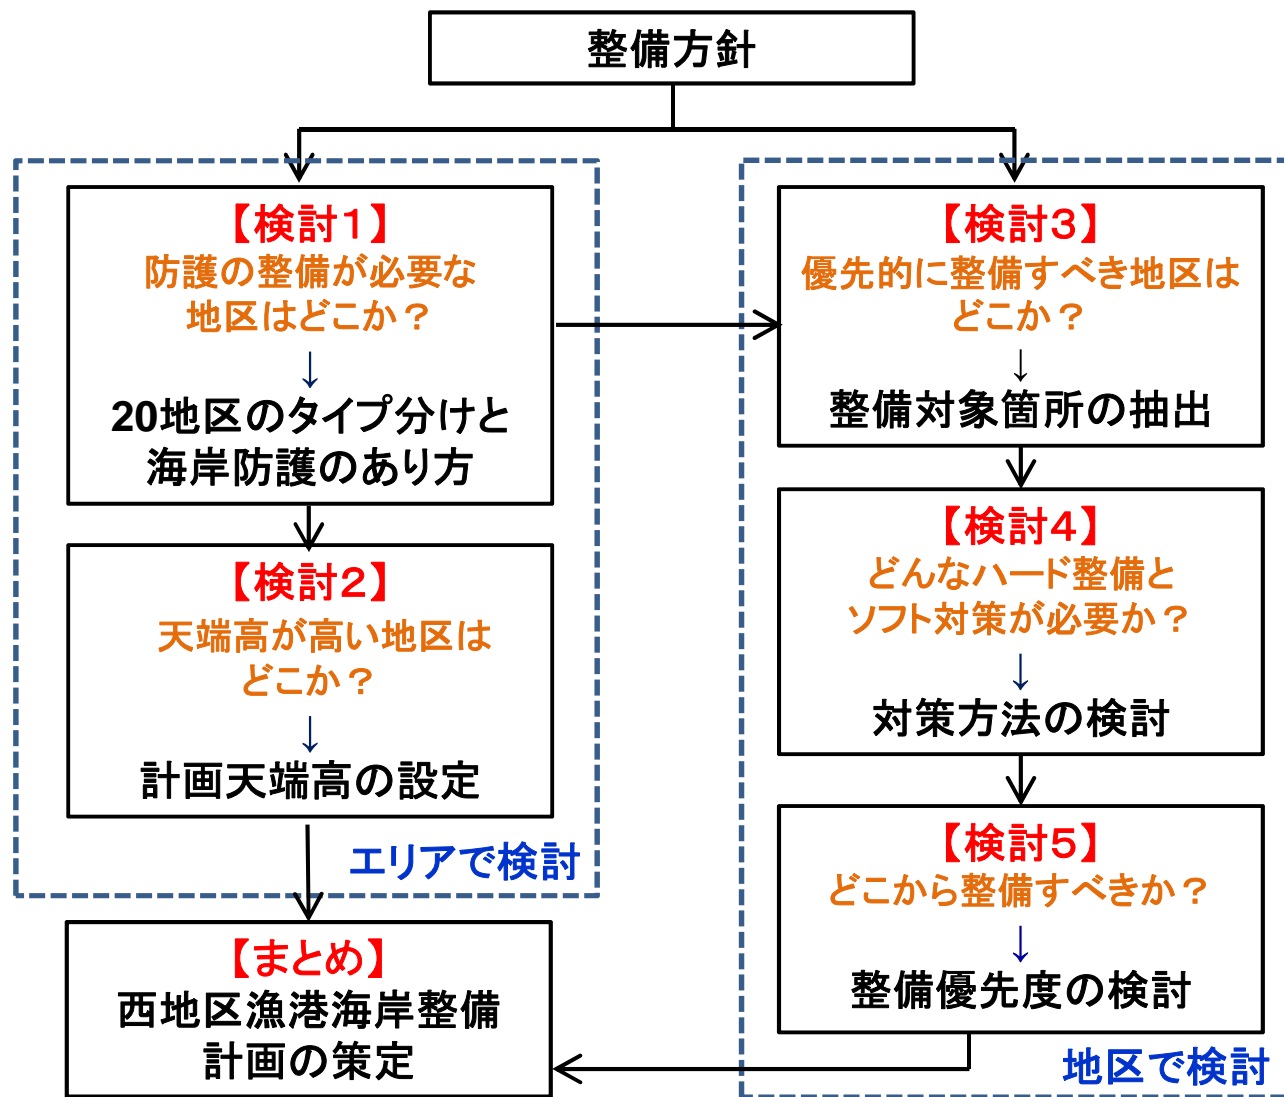 整備方針
【検討１】
防護の整備が必要な
地区はどこか？
↓
20地区のタイプ分けと
海岸防護のあり方
【検討２】
天端高が高い地区は
どこか？
↓
計画天端高の設定
エリアで検討
【まとめ】
西地区漁港海岸整備
計画の策定
【検討３】
優先的に整備すべき地区は
どこか？
↓
整備対象箇所の抽出
【検討４】
どんなハード整備と
ソフト対策が必要か？
↓
対策方法の検討
【検討５】
どこから整備すべきか？
↓
整備優先度の検討
地区で検討